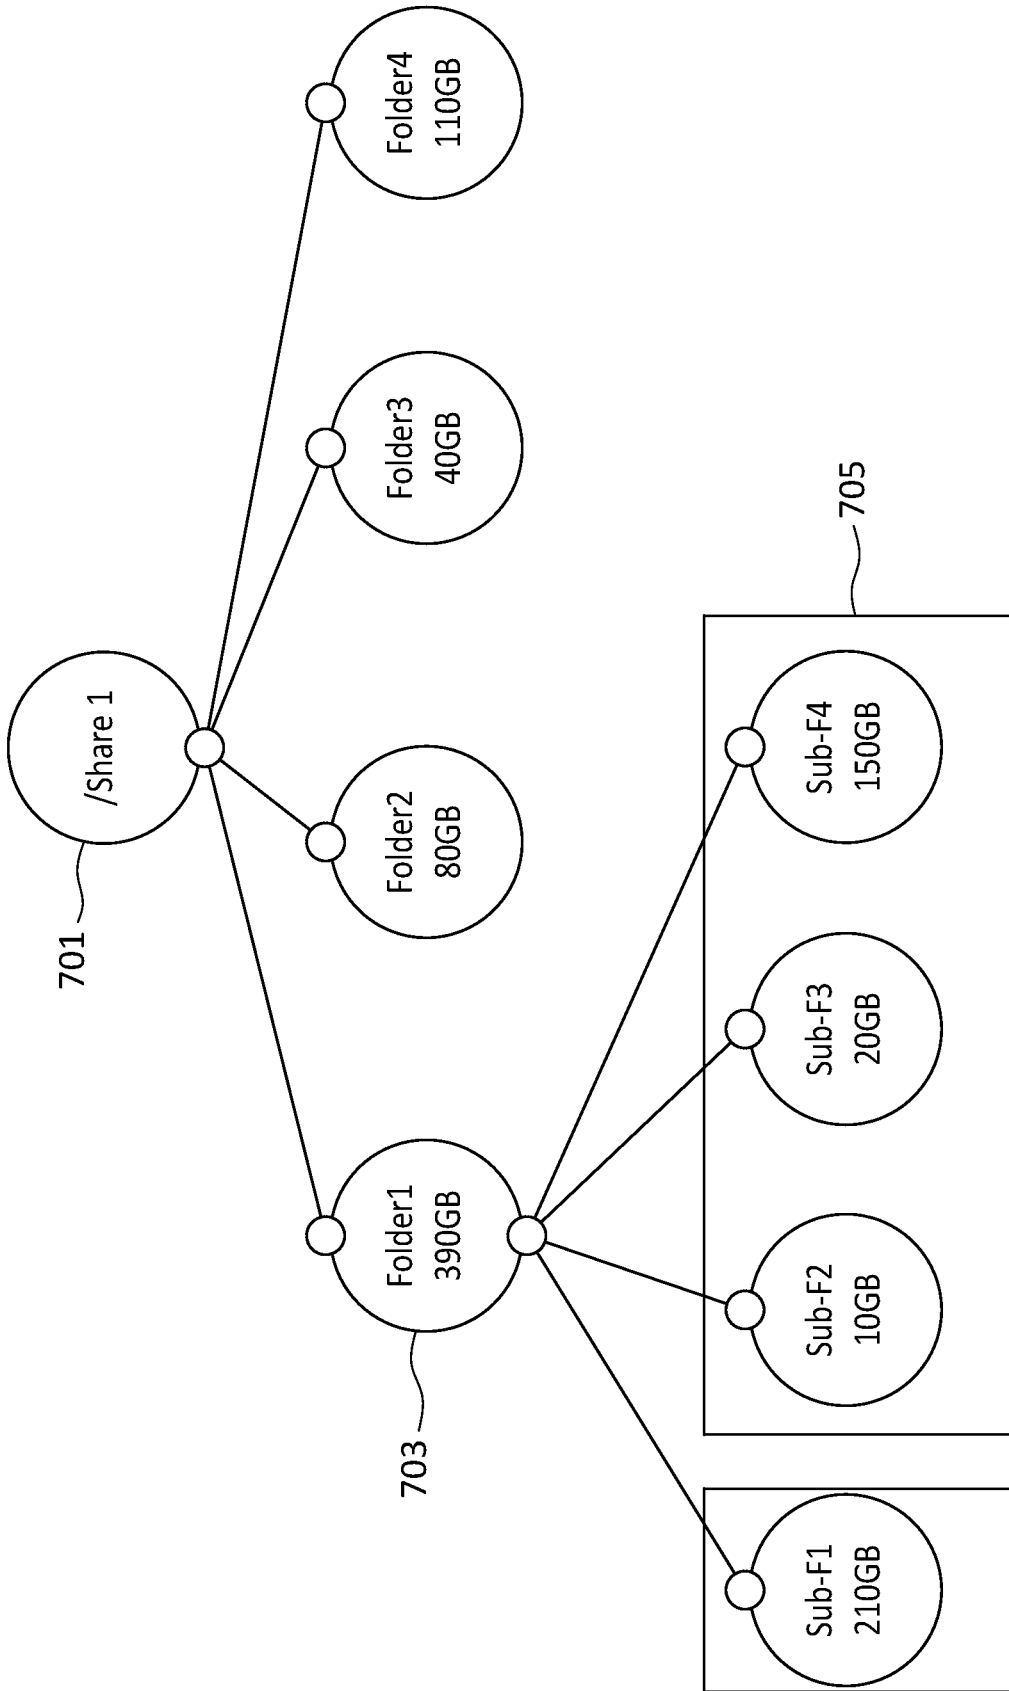 701
/Share 1
703
Folder1
390GB
Folder2
80GB
Folder3
40GB
Folder4
110GB
Sub-F1
210GB
Sub-F2
10GB
Sub-F3
20GB
Sub-F4
150GB
705